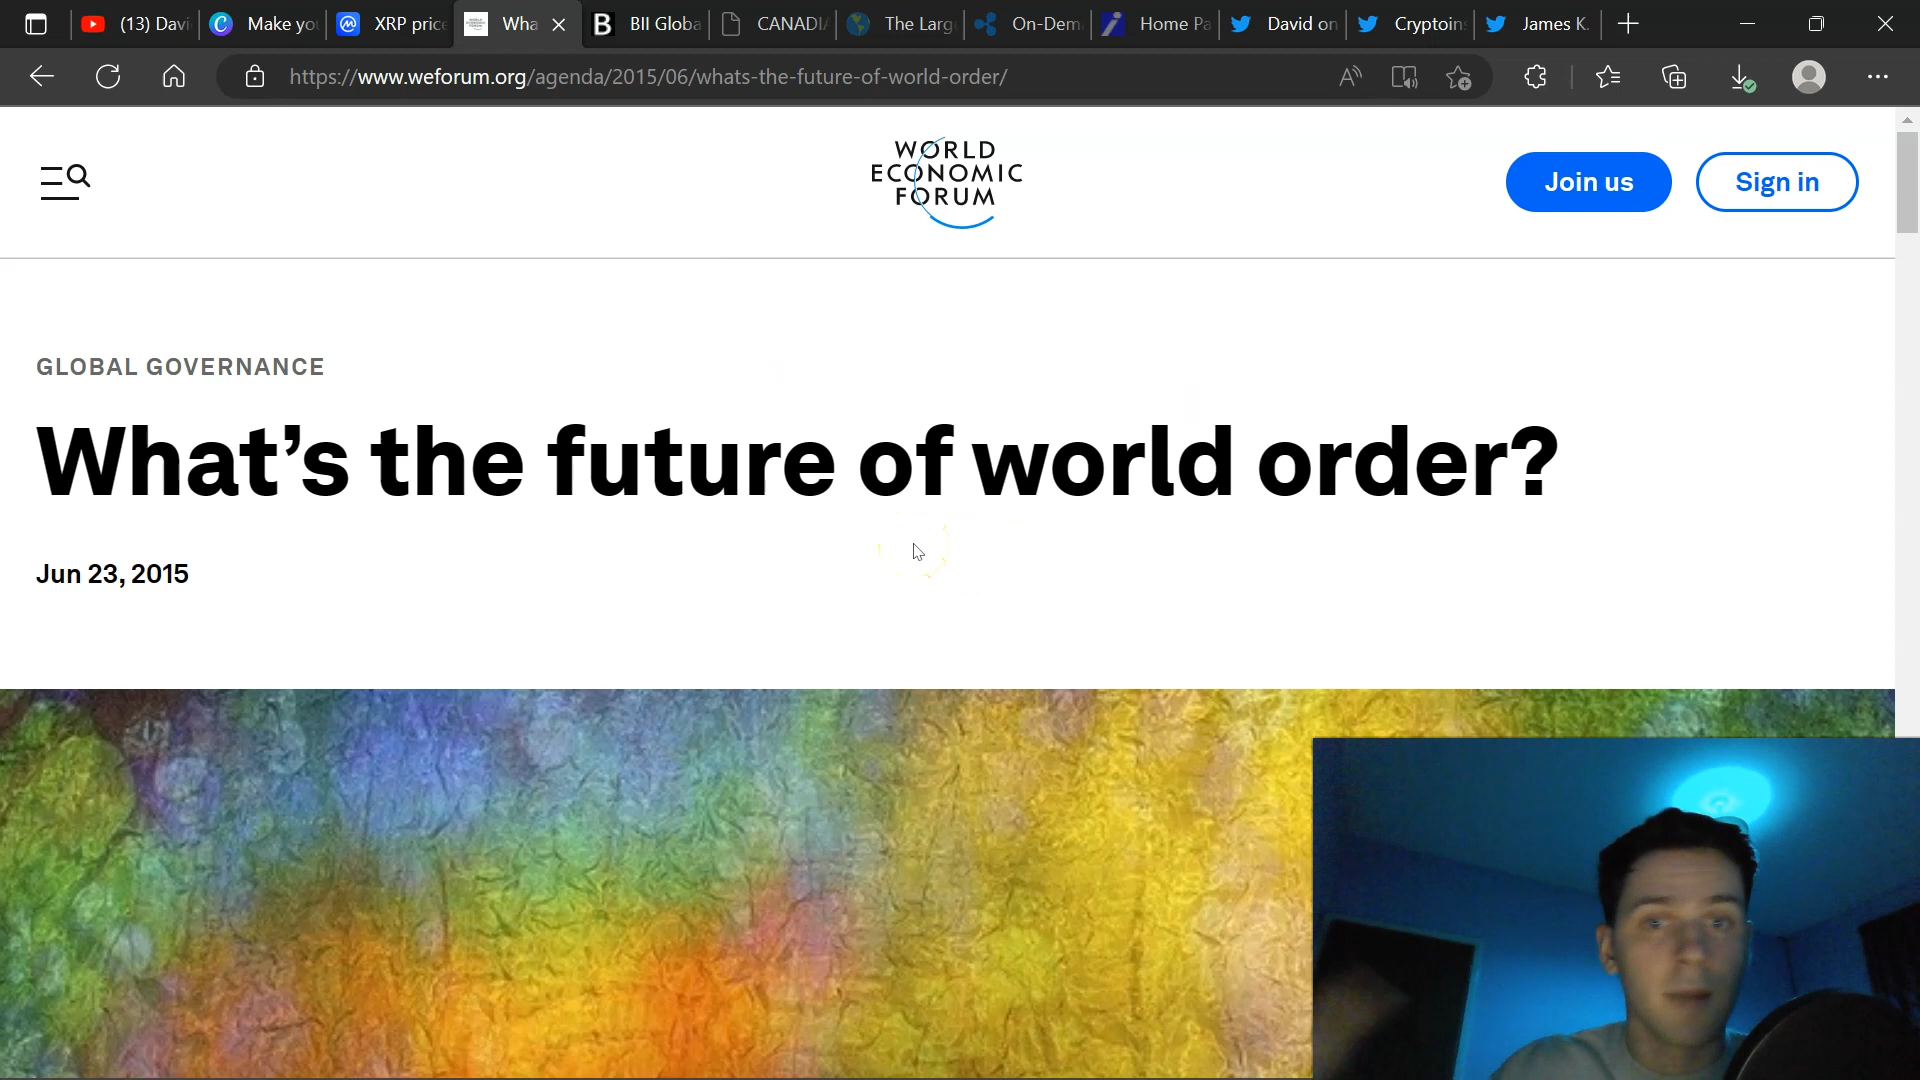 (13) Davi
Make yo
XRP pric
Wha
BII Globa
CANADIA
The Larg
On-Dem
Home Pa
David on
Cryptoin
James K.
https://www.weforum.org/agenda/2015/06/whats-the-future-of-world-order/
WORLD
ECONOMIC
FORUM
Join us
Sign in
GLOBAL GOVERNANCE
What's the future of world order?
Jun 23, 2015